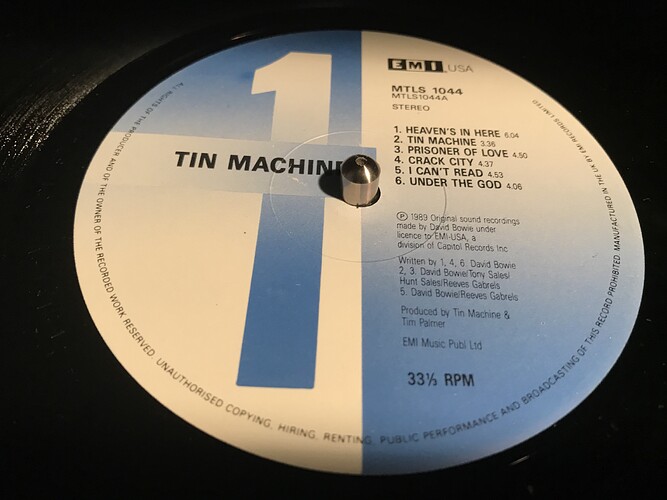 1
EMI USA
MTLS 1044
MTLS1044A
STEREO
TIN MACHINE
1. HEAVEN'S IN HERE 6.04
2. TIN MACHINE 3.36
3. PRISONER OF LOVE 4.50
4. CRACK CITY 4.37
5. I CAN'T READ 4.53
6. UNDER THE GOD 4.06
Ⓟ 1989 Original sound recordings
made by David Bowie under
licence to EMI-USA, a
division of Capitol Records Inc
Written by 1, 4, 6. David Bowie
2, 3. David Bowie/Tony Sales/
Hunt Sales/Reeves Gabrels
5. David Bowie/Reeves Gabrels
Produced by Tin Machine &
Tim Palmer
EMI Music Publ Ltd
33⅓ RPM
ALL RIGHTS OF THE PRODUCER AND OF THE OWNER OF THE RECORDED WORK RESERVED. UNAUTHORISED COPYING, HIRING, RENTING, PUBLIC PERFORMANCE AND BROADCASTING OF THIS RECORD PROHIBITED. MANUFACTURED IN THE UK BY EMI RECORDS LIMITED